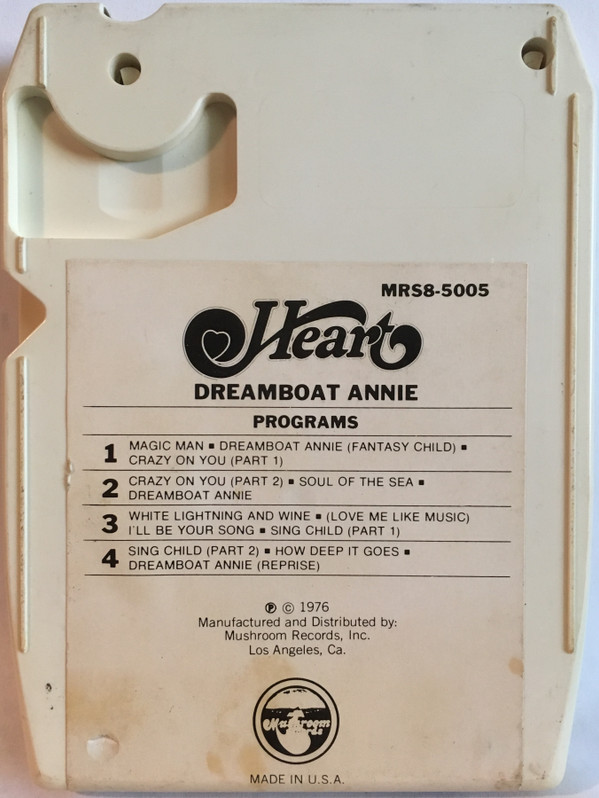 MRS8-5005
Heart
DREAMBOAT ANNIE
PROGRAMS
1 MAGIC MAN ▪ DREAMBOAT ANNIE (FANTASY CHILD) ▪
CRAZY ON YOU (PART 1)
2 CRAZY ON YOU (PART 2) ▪ SOUL OF THE SEA ▪
DREAMBOAT ANNIE
3 WHITE LIGHTNING AND WINE ▪ (LOVE ME LIKE MUSIC)
I'LL BE YOUR SONG ▪ SING CHILD (PART 1)
4 SING CHILD (PART 2) ▪ HOW DEEP IT GOES ▪
DREAMBOAT ANNIE (REPRISE)
℗ © 1976
Manufactured and Distributed by:
Mushroom Records, Inc.
Los Angeles, Ca.
Mushroom
MADE IN U.S.A.